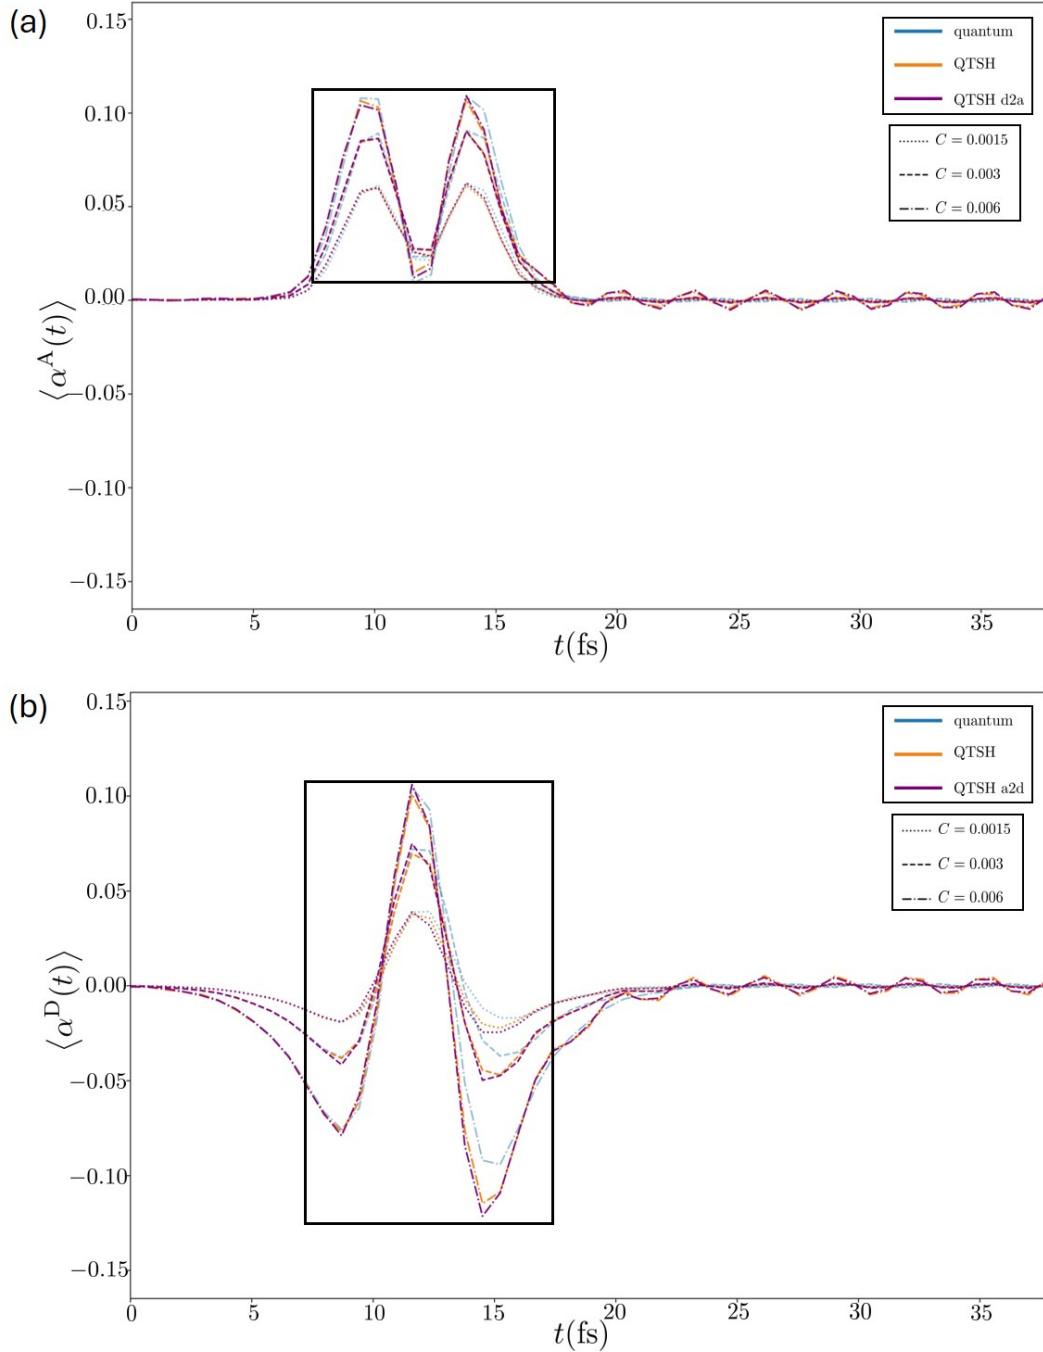 (a)
0.15
0.10
0.05
0.00
−0.05
−0.10
−0.15
⟨α^A(t)⟩
0 5 10 15 20 25 30 35
t(fs)
quantum
QTSH
QTSH d2a
C = 0.0015
C = 0.003
C = 0.006
(b)
0.15
0.10
0.05
0.00
−0.05
−0.10
−0.15
⟨α^D(t)⟩
0 5 10 15 20 25 30 35
t(fs)
quantum
QTSH
QTSH a2d
C = 0.0015
C = 0.003
C = 0.006